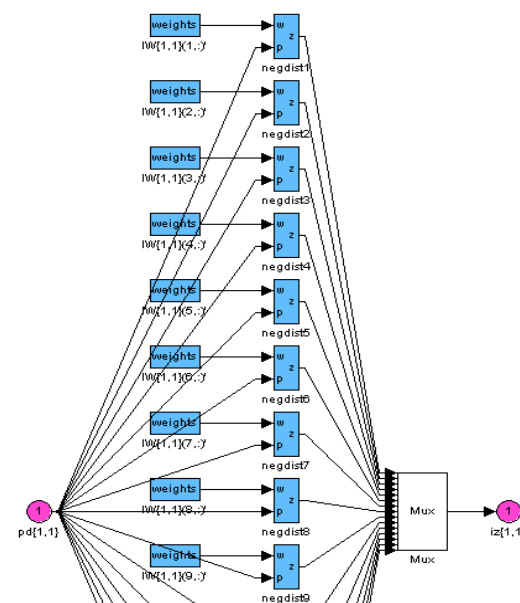 weights
w
z
p
IW{1,1}(1,:)'
negdist1
weights
w
z
p
IW{1,1}(2,:)'
negdist2
weights
w
z
p
IW{1,1}(3,:)'
negdist3
weights
w
z
p
IW{1,1}(4,:)'
negdist4
weights
w
z
p
IW{1,1}(5,:)'
negdist5
weights
w
z
p
IW{1,1}(6,:)'
negdist6
weights
w
z
p
IW{1,1}(7,:)'
negdist7
weights
w
z
p
IW{1,1}(8,:)'
negdist8
1
pd{1,1}
Mux
Mux
1
iz{1,1
weights
w
z
p
IW{1,1}(9,:)'
negdist9